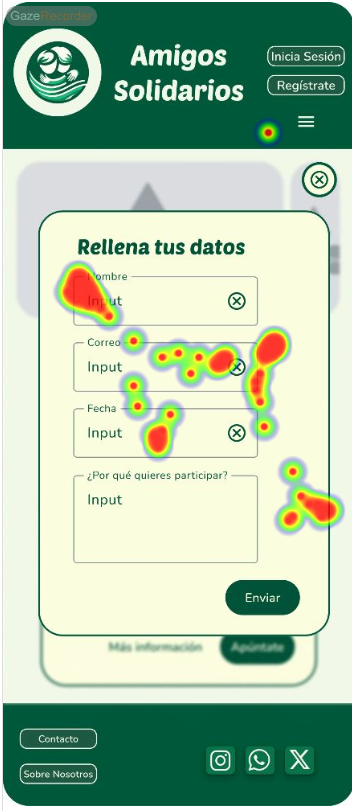 GazeRecorder
Amigos
Solidarios
Inicia Sesión
Regístrate
Rellena tus datos
Nombre
Input
Correo
Input
Fecha
Input
¿Por qué quieres participar?
Input
Enviar
Más información
Apúntate
Contacto
Sobre Nosotros